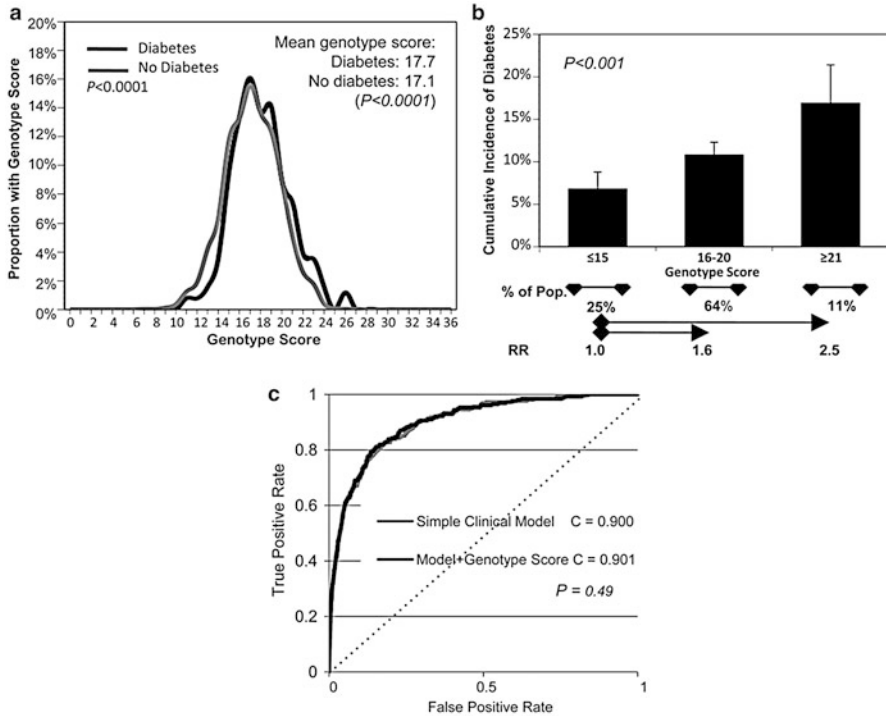 a
20%
18%
16%
14%
12%
10%
8%
6%
4%
2%
0%
Proportion with Genotype Score
Diabetes
No Diabetes
P<0.0001
Mean genotype score:
Diabetes: 17.7
No diabetes: 17.1
(P<0.0001)
0 2 4 6 8 10 12 14 16 18 20 22 24 26 28 30 32 34 36
Genotype Score
b
Cumulative Incidence of Diabetes
25%
20%
15%
10%
5%
0%
P<0.001
≤15 16-20 ≥21
Genotype Score
% of Pop.
25% 64% 11%
RR 1.0 1.6 2.5
c
True Positive Rate
1
0.8
0.6
0.4
0.2
0
Simple Clinical Model C = 0.900
Model+Genotype Score C = 0.901
P = 0.49
0 0.5 1
False Positive Rate